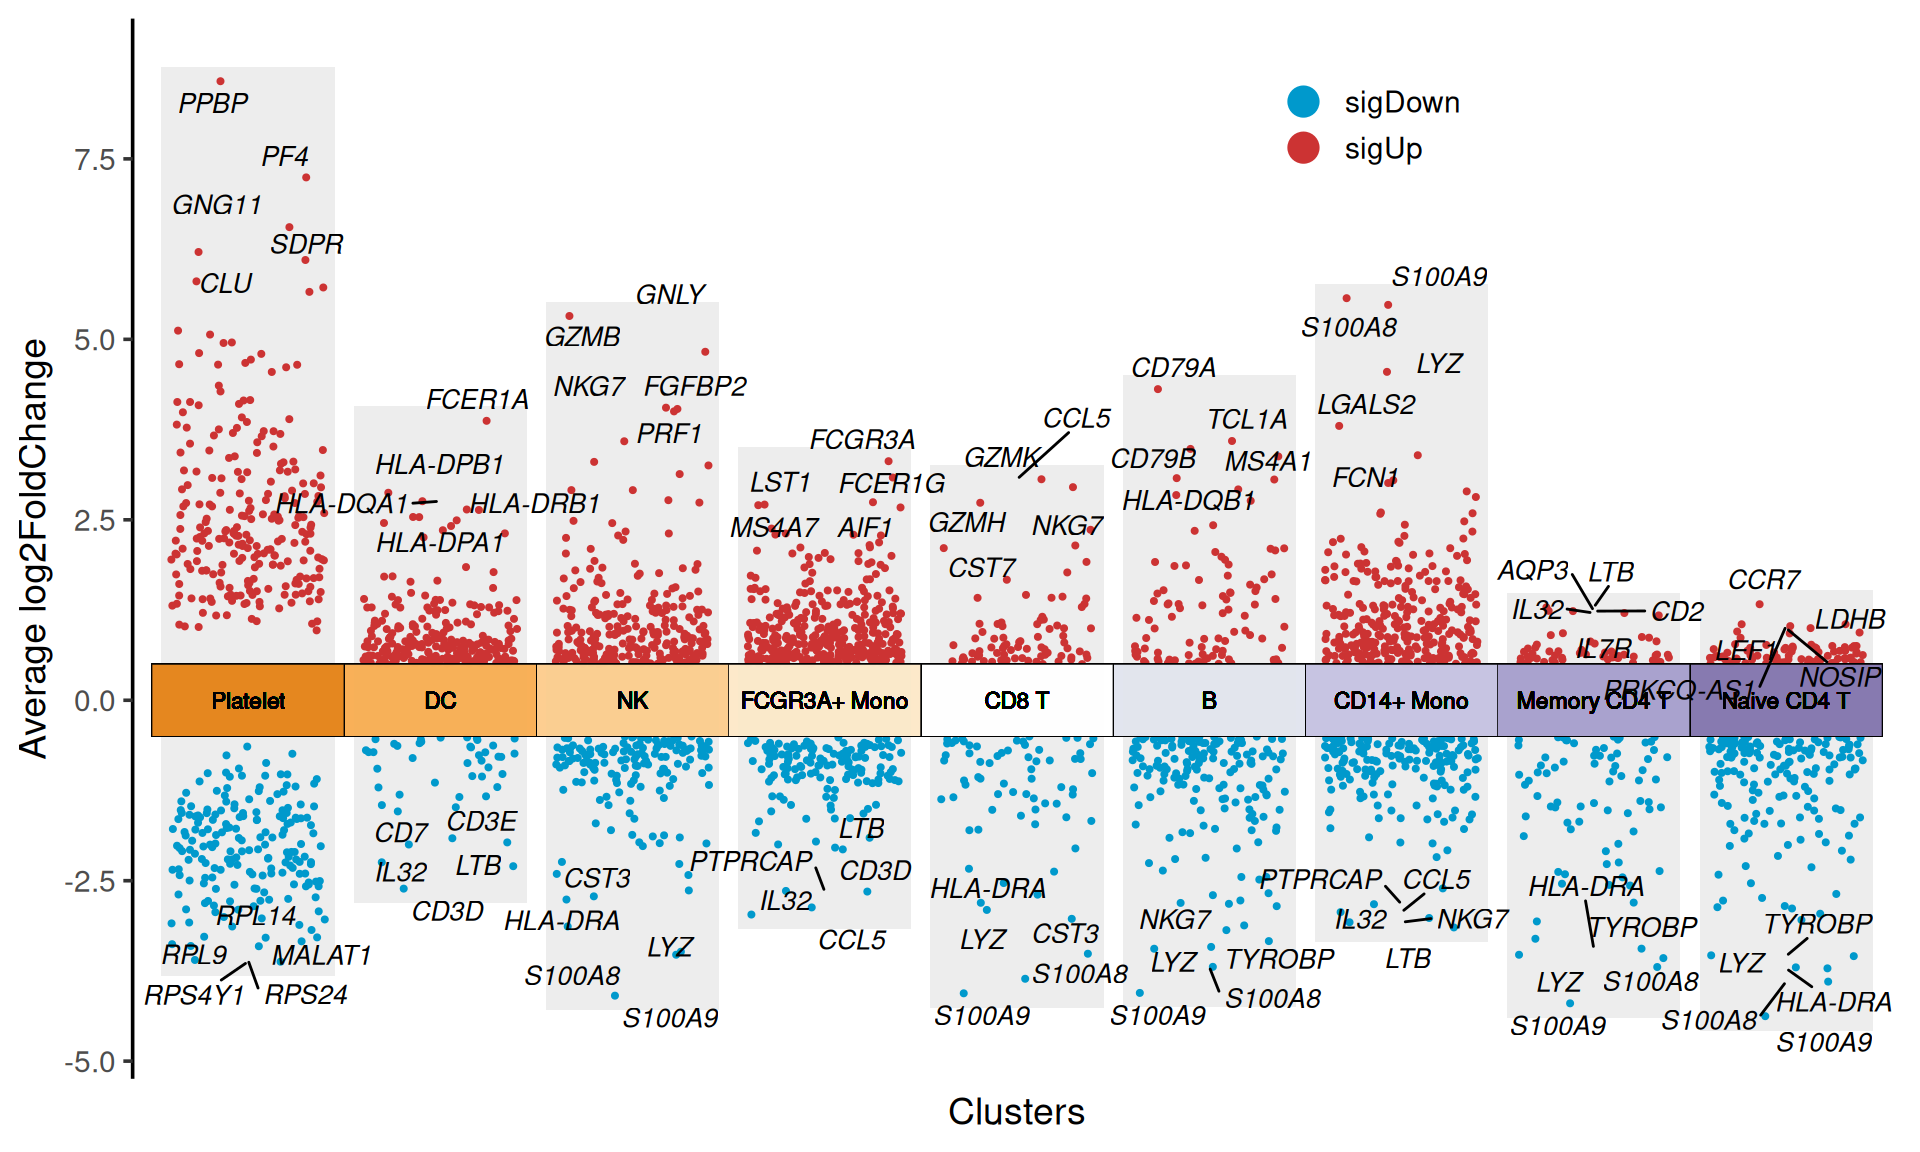 sigDown
sigUp
Average log2FoldChange
7.5
5.0
2.5
0.0
-2.5
-5.0
PPBP
PF4
GNG11
SDPR
CLU
FCER1A
HLA-DPB1
HLA-DQA1
HLA-DRB1
HLA-DPA1
GNLY
GZMB
NKG7
FGFBP2
PRF1
FCGR3A
LST1
FCER1G
MS4A7
AIF1
CCL5
GZMK
GZMH
NKG7
CST7
CD79A
TCL1A
CD79B
MS4A1
HLA-DQB1
S100A9
S100A8
LYZ
LGALS2
FCN1
AQP3
LTB
IL32
CD2
IL7R
CCR7
LDHB
LEF1
NOSIP
PRKCQ-AS1
Platelet
DC
NK
FCGR3A+ Mono
CD8 T
B
CD14+ Mono
Memory CD4 T
Naive CD4 T
RPL14
RPL9
MALAT1
RPS4Y1
RPS24
CD7
CD3E
IL32
LTB
CD3D
CST3
HLA-DRA
LYZ
S100A8
S100A9
LTB
PTPRCAP
CD3D
IL32
CCL5
HLA-DRA
LYZ
CST3
S100A8
S100A9
NKG7
LYZ
TYROBP
S100A8
S100A9
PTPRCAP
CCL5
IL32
NKG7
LTB
HLA-DRA
TYROBP
LYZ
S100A8
S100A9
TYROBP
LYZ
HLA-DRA
S100A8
S100A9
Clusters